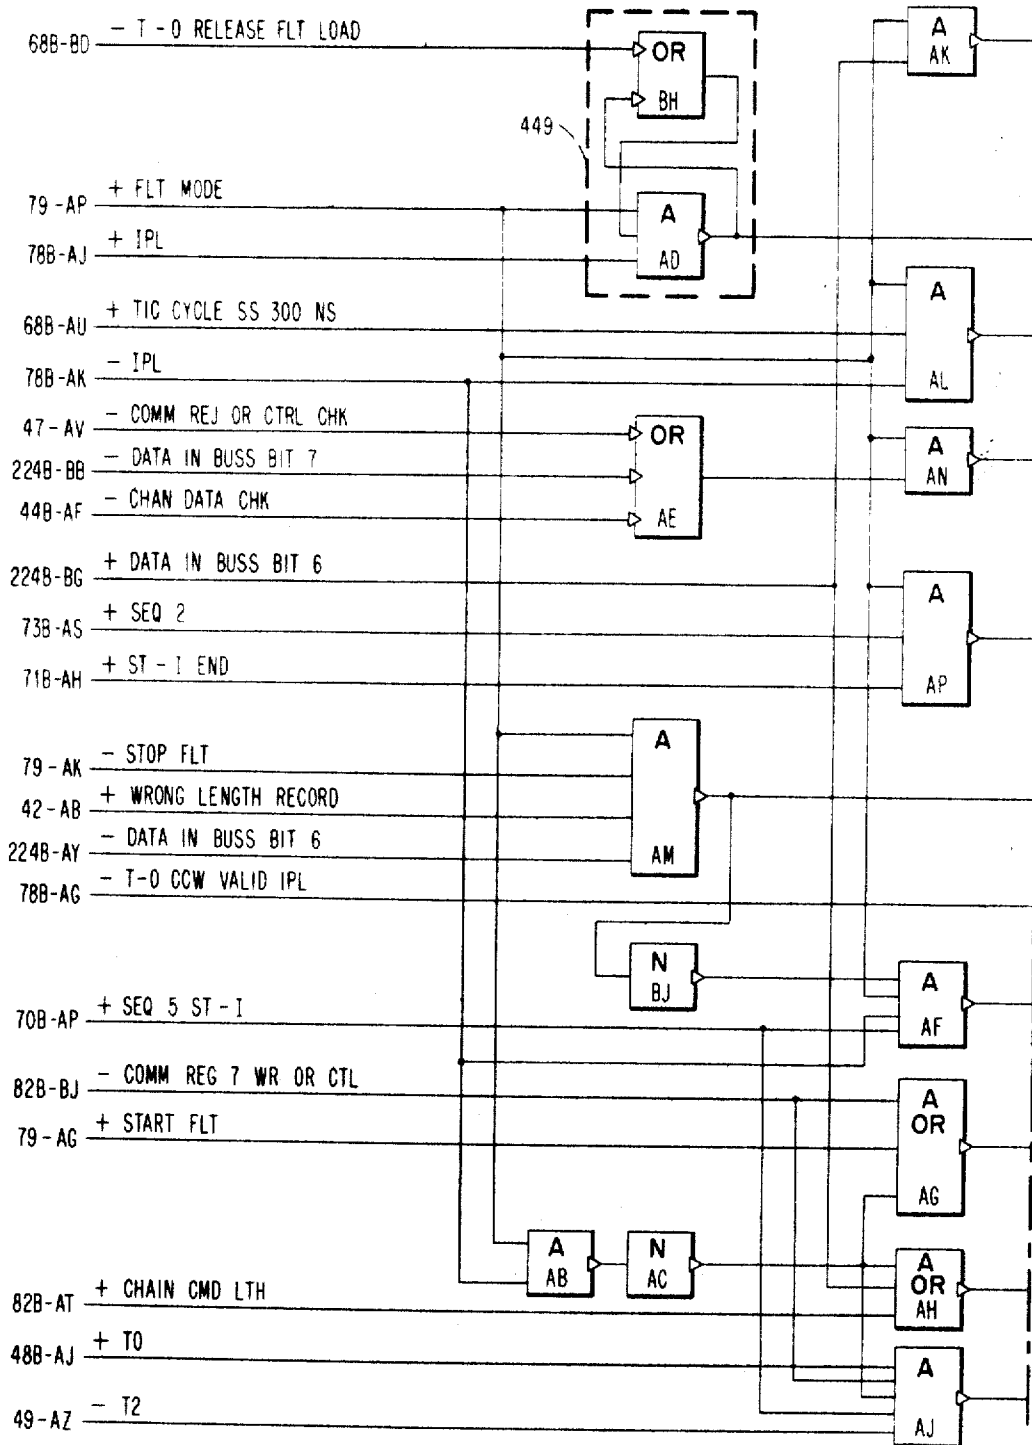 68B-BD - T-0 RELEASE FLT LOAD
OR
BH
A
AK
449
79-AP + FLT MODE
78B-AJ + IPL
A
AD
68B-AU + TIC CYCLE SS 300 NS
78B-AK - IPL
A
AL
47-AV - COMM REJ OR CTRL CHK
224B-BB - DATA IN BUSS BIT 7
44B-AF - CHAN DATA CHK
OR
AE
A
AN
224B-BG + DATA IN BUSS BIT 6
73B-AS + SEQ 2
71B-AH + ST-I END
A
AP
79-AK - STOP FLT
42-AB + WRONG LENGTH RECORD
224B-AY - DATA IN BUSS BIT 6
78B-AG - T-0 CCW VALID IPL
A
AM
N
BJ
A
AF
70B-AP + SEQ 5 ST-I
82B-BJ - COMM REG 7 WR OR CTL
79-AG + START FLT
A
OR
AG
A
AB
N
AC
A
OR
AH
82B-AT + CHAIN CMD LTH
48B-AJ + T0
49-AZ - T2
A
AJ